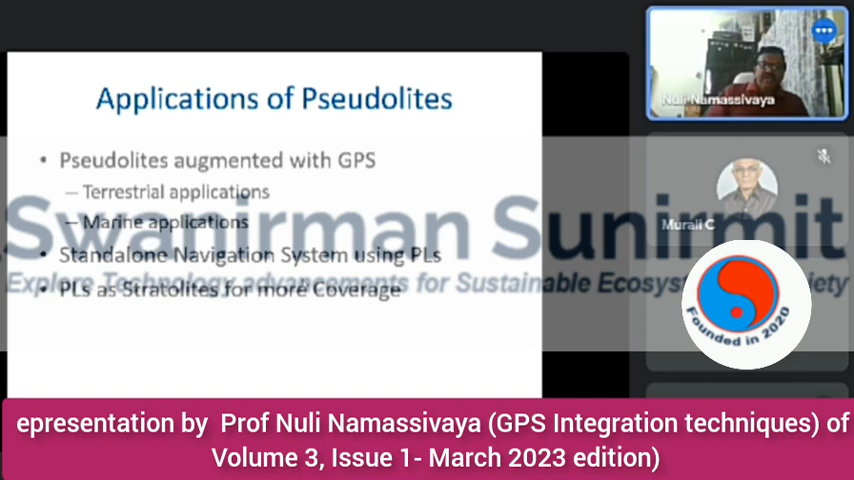 Applications of Pseudolites
• Pseudolites augmented with GPS
– Terrestrial applications
– Marine applications
• Standalone Navigation System using PLs
• PLs as Stratolites for more Coverage
Swanirman Sunirmit
Explore Technology advancements for Sustainable Ecosys iety
Nuli Namassivaya
Murali C
Founded in 2020
epresentation by Prof Nuli Namassivaya (GPS Integration techniques) of
Volume 3, Issue 1- March 2023 edition)